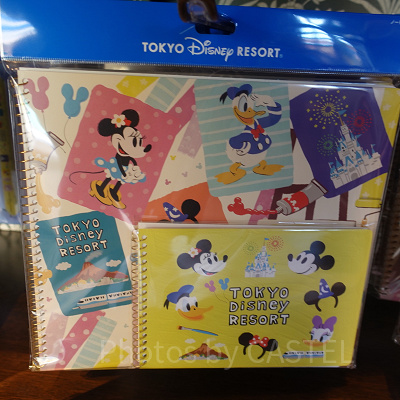 TOKYO Disney RESORT®
TOKYO
Disney
RESORT
TOKYO
Disney
RESORT
Photos by CASTEL